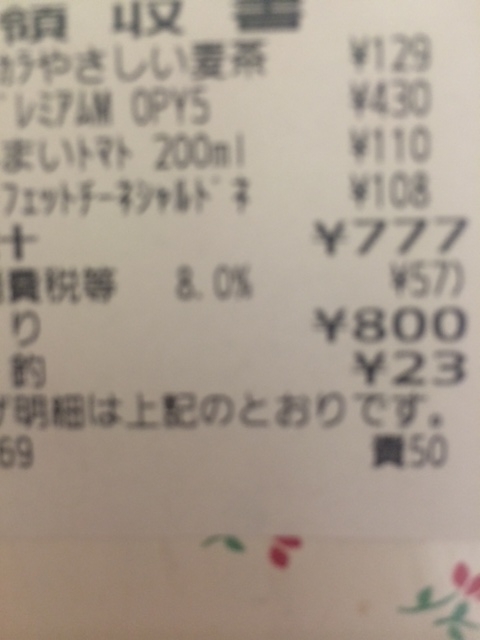 領収書
カラやさしい麦茶 ¥129
レミアムM OPY5 ¥430
まいトマト 200ml ¥110
フェットチーネシャルドネ ¥108
¥777
費税等 8.0% ¥57)
り ¥800
釣 ¥23
明細は上記のとおりです。
69 責50